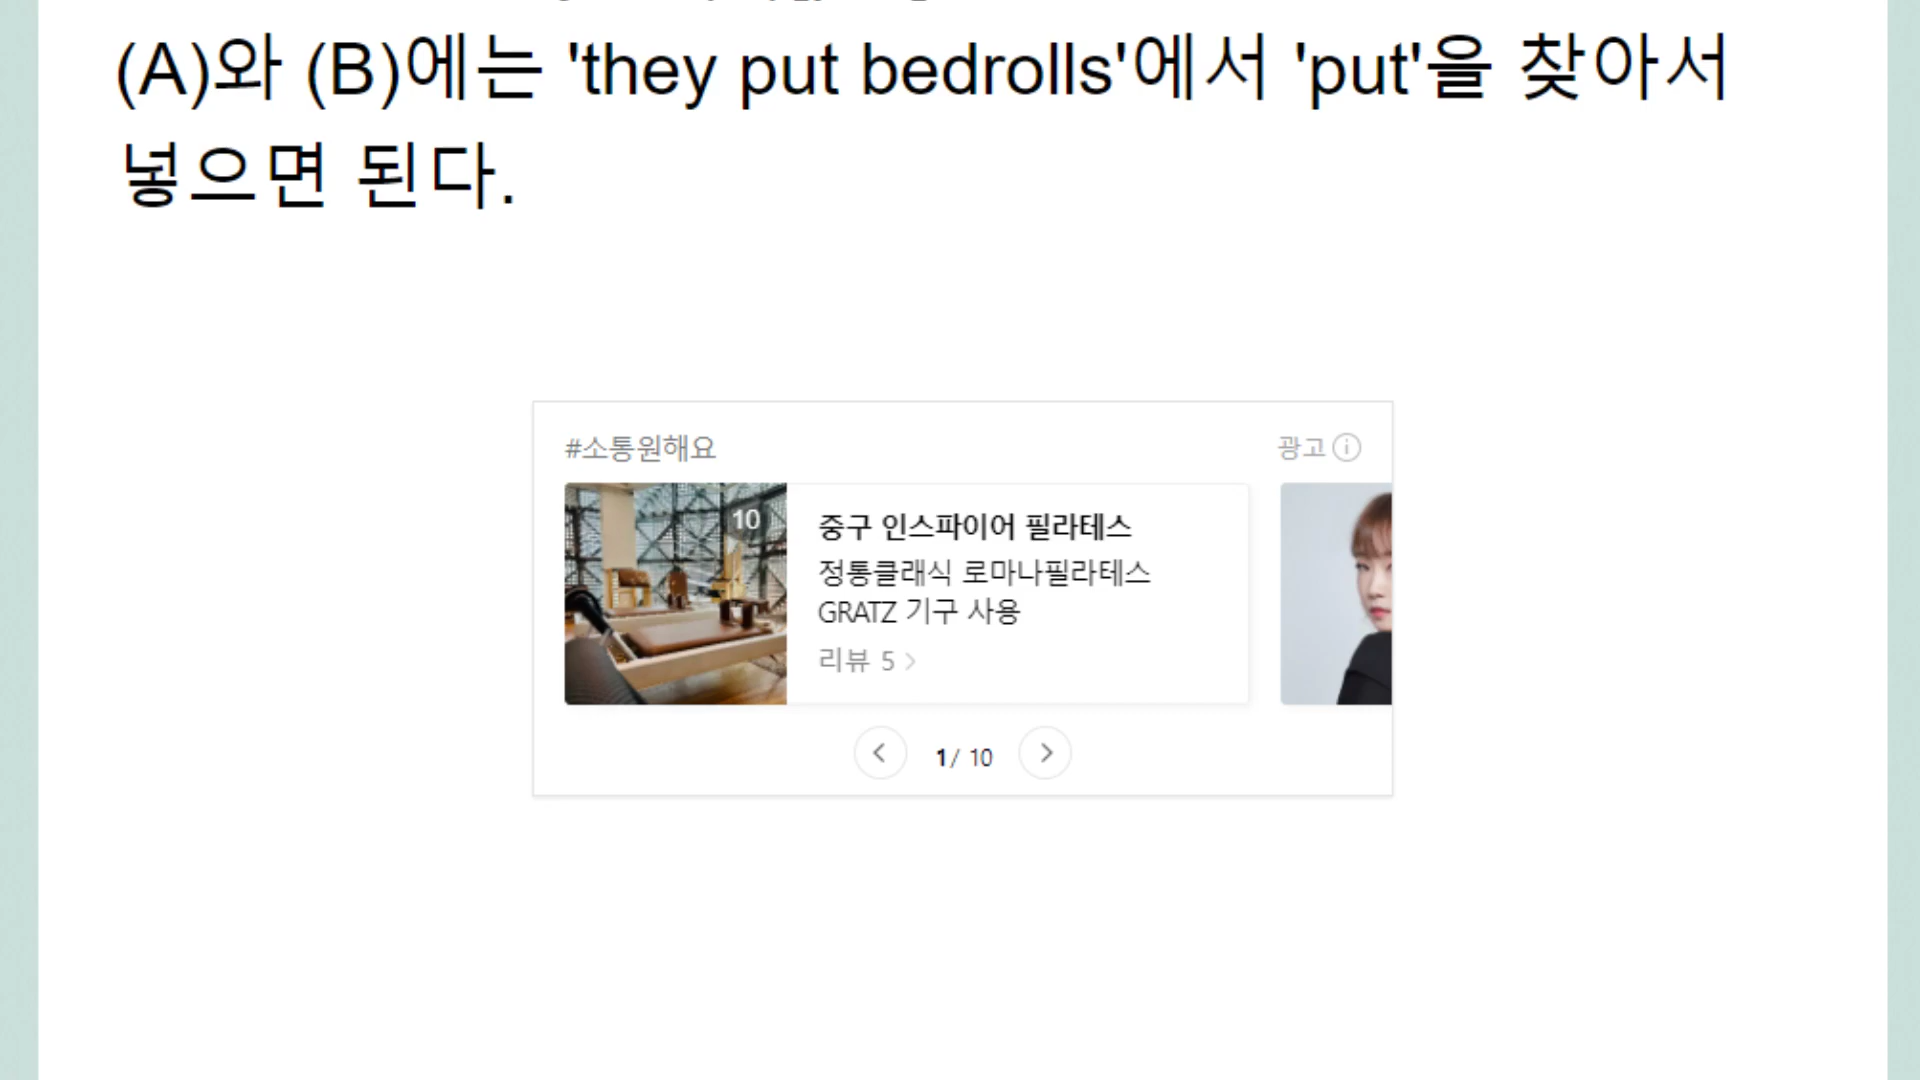 (A)와 (B)에는 'they put bedrolls'에서 'put'을 찾아서
넣으면 된다.
#소통원해요
광고
10
중구 인스파이어 필라테스
정통클래식 로마나필라테스
GRATZ 기구 사용
리뷰 5
1/ 10